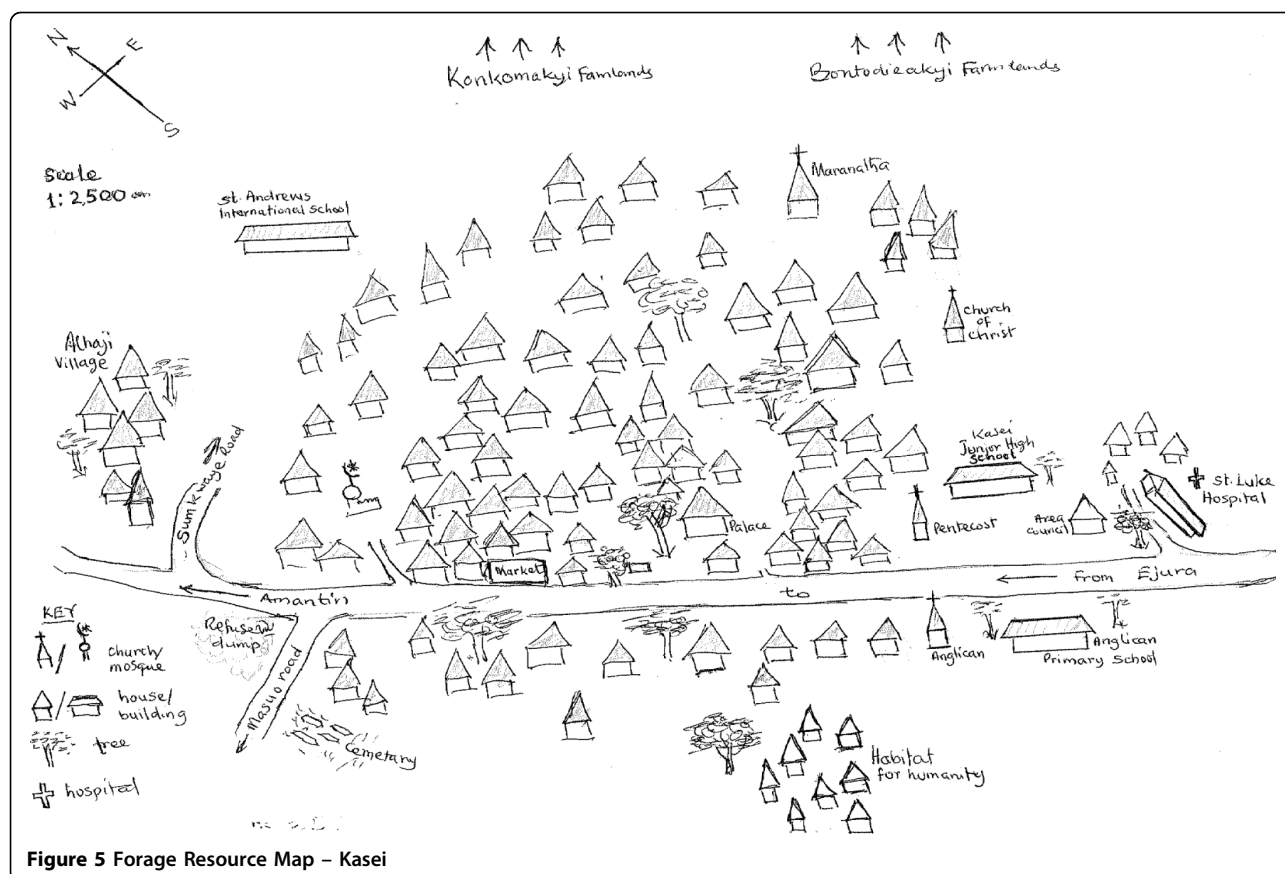 N
E
W
S
Scale
1: 2,500 cm
Konkomakyi Famlands
Bontodieakyi Farmlands
St. Andrews
International School
Maranatha
Church
of
Christ
Alhaji
Village
Sumkwaye Road
Kasei
Junior High
School
St. Luke
Hospital
Palace
Pentecost
Area
Council
Market
From Ejura
to
Amantin
Refuse
dump
Masuo road
Cemetary
Anglican
Anglican
Primary School
Habitat
for humanity
KEY
church/
mosque
house/
building
tree
hospital
Figure 5 Forage Resource Map – Kasei